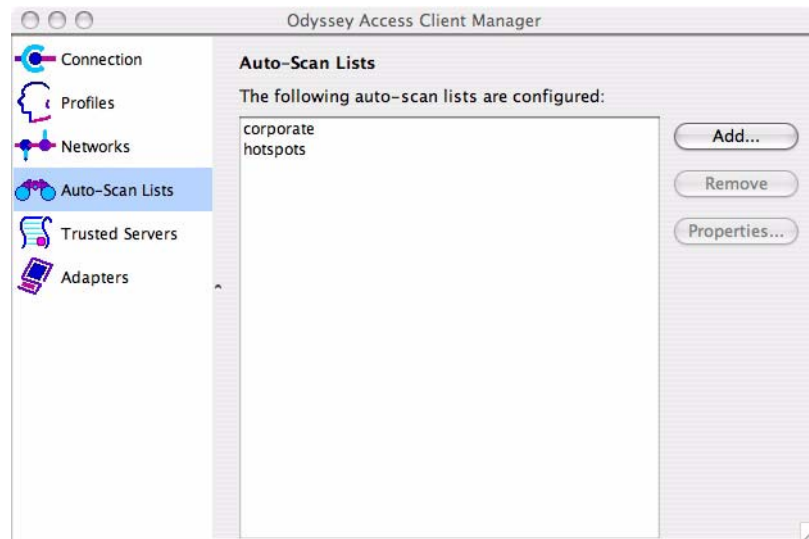 Odyssey Access Client Manager
Connection
Profiles
Networks
Auto-Scan Lists
Trusted Servers
Adapters
Auto-Scan Lists
The following auto-scan lists are configured:
corporate
hotspots
Add...
Remove
Properties...